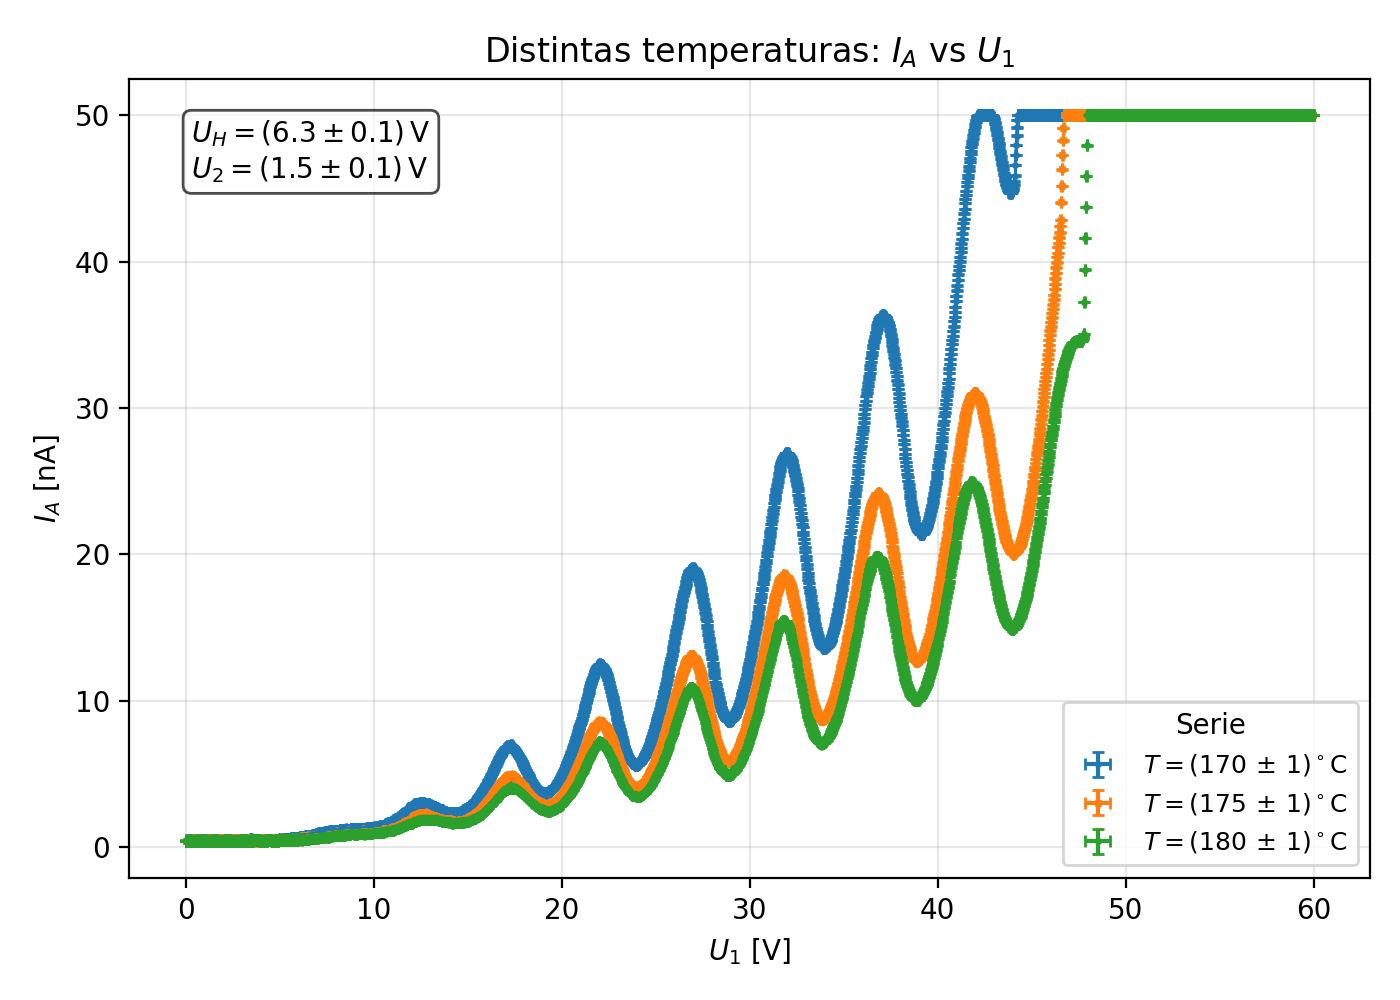 Distintas temperaturas: I_A vs U_1
U_H = (6.3 ± 0.1) V
U_2 = (1.5 ± 0.1) V
50
40
30
20
10
0
I_A [nA]
0 10 20 30 40 50 60
U_1 [V]
Serie
T = (170 ± 1)°C
T = (175 ± 1)°C
T = (180 ± 1)°C